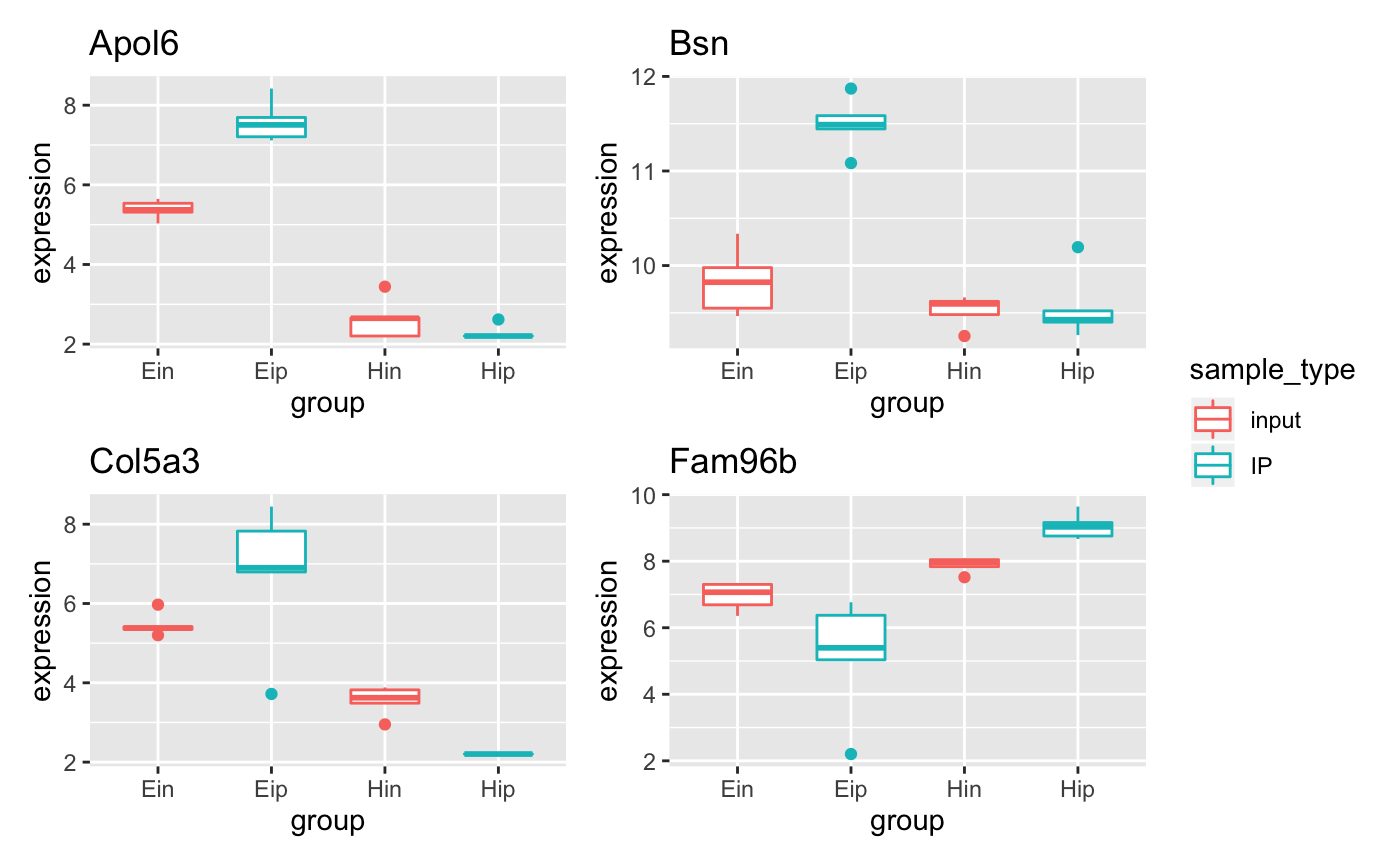 Apol6
expression
8
6
4
2
Ein Eip Hin Hip
group
Bsn
expression
12
11
10
Ein Eip Hin Hip
group
Col5a3
expression
8
6
4
2
Ein Eip Hin Hip
group
Fam96b
expression
10
8
6
4
2
Ein Eip Hin Hip
group
sample_type
input
IP